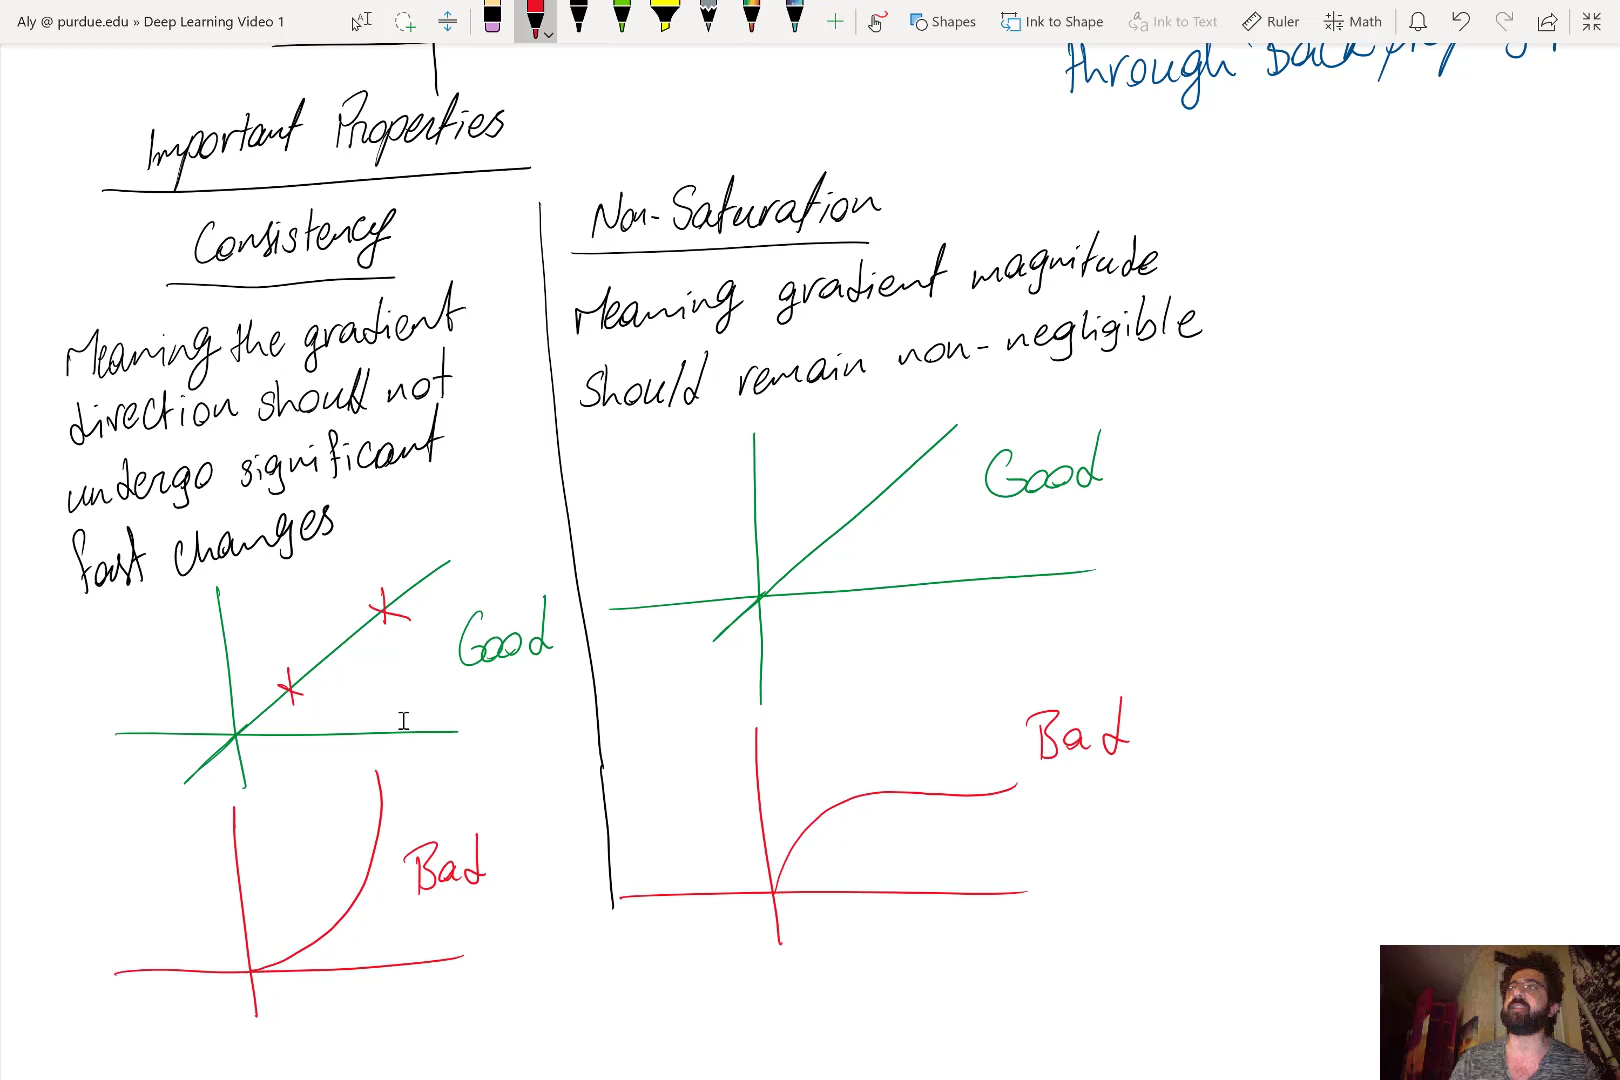 Aly @ purdue.edu » Deep Learning Video 1
Shapes
Ink to Shape
Ink to Text
Ruler
Math
through
Important Properties
Consistency
Meaning the gradient
direction should not
undergo significant
fast changes
Good
Bad
Non-Saturation
Meaning gradient magnitude
should remain non-negligible
Good
Bad